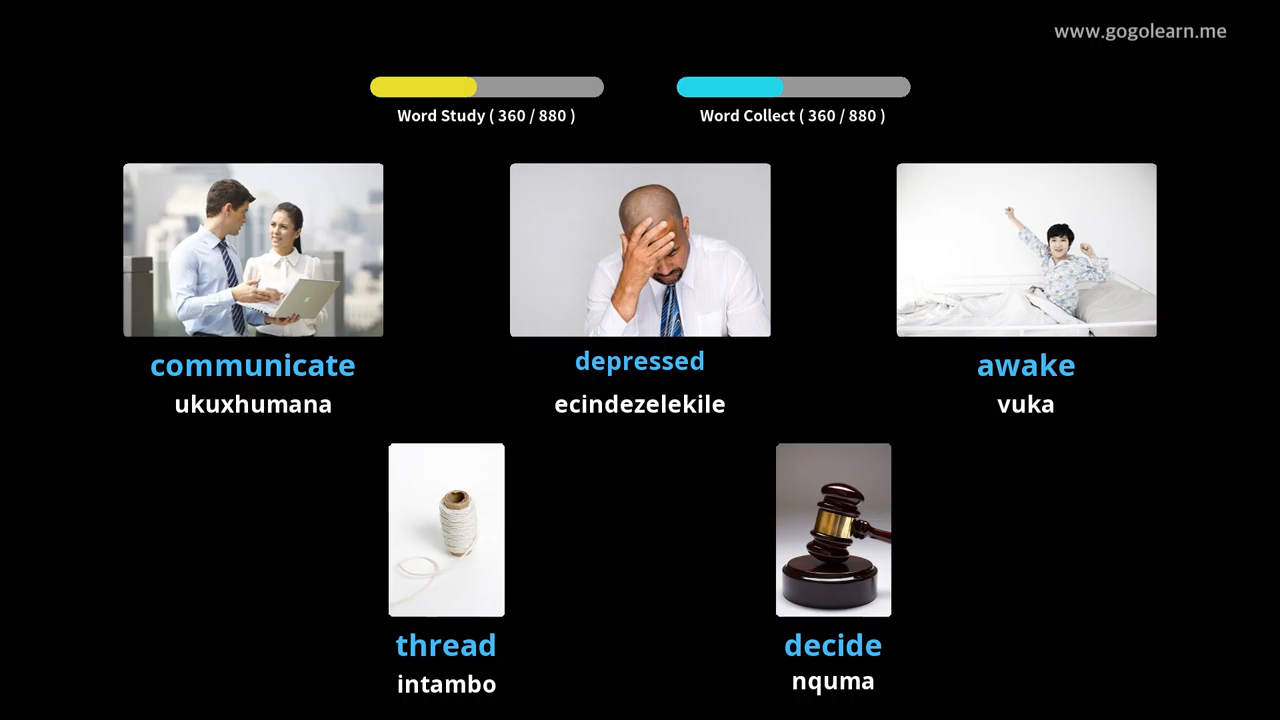 www.gogolearn.me
Word Study ( 360 / 880 )
Word Collect ( 360 / 880 )
communicate
ukuxhumana
depressed
ecindezelekile
awake
vuka
thread
intambo
decide
nquma